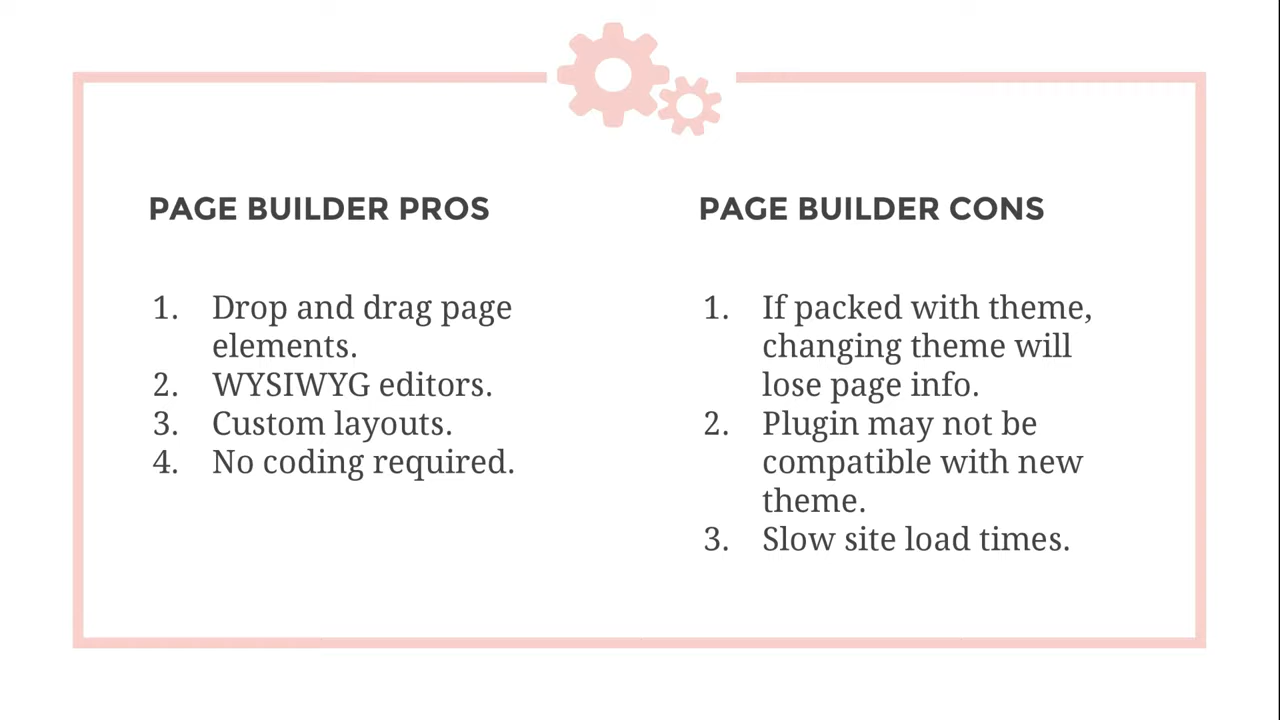 PAGE BUILDER PROS
1. Drop and drag page
elements.
2. WYSIWYG editors.
3. Custom layouts.
4. No coding required.
PAGE BUILDER CONS
1. If packed with theme,
changing theme will
lose page info.
2. Plugin may not be
compatible with new
theme.
3. Slow site load times.